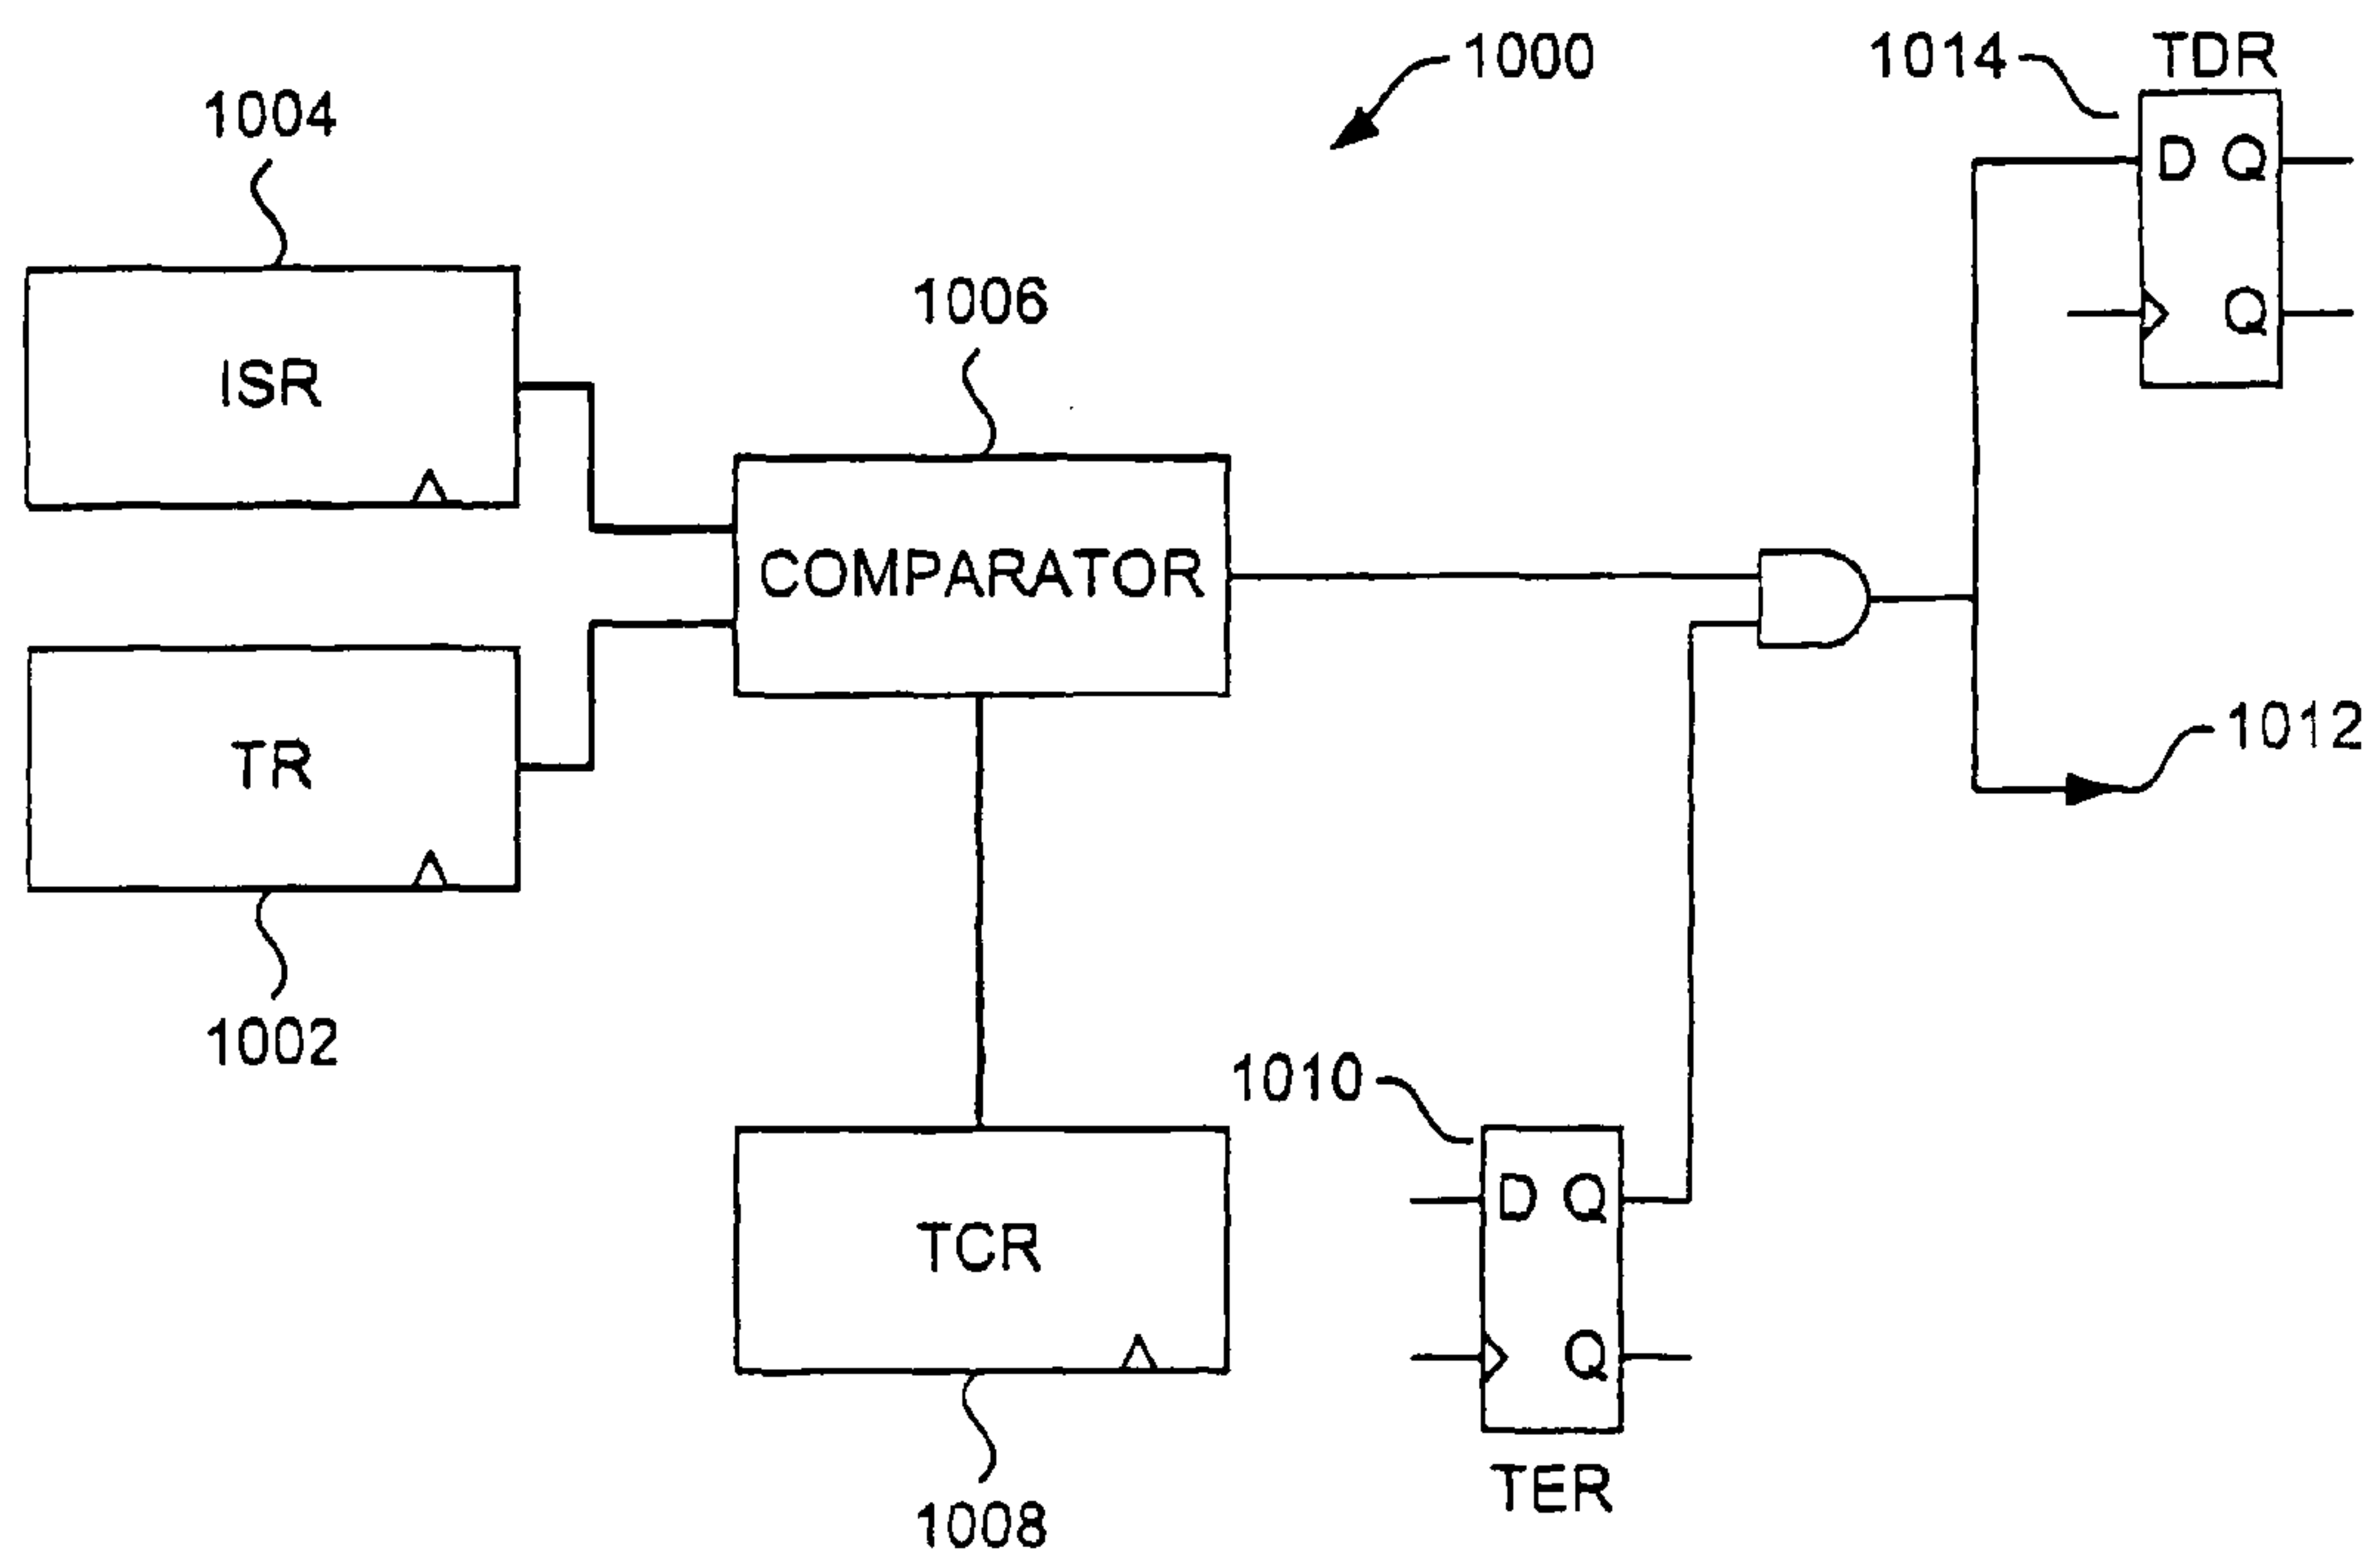 1000
1014
TDR
D Q
Q
1004
ISR
1006
COMPARATOR
TR
1002
1012
1010
D Q
Q
TER
TCR
1008